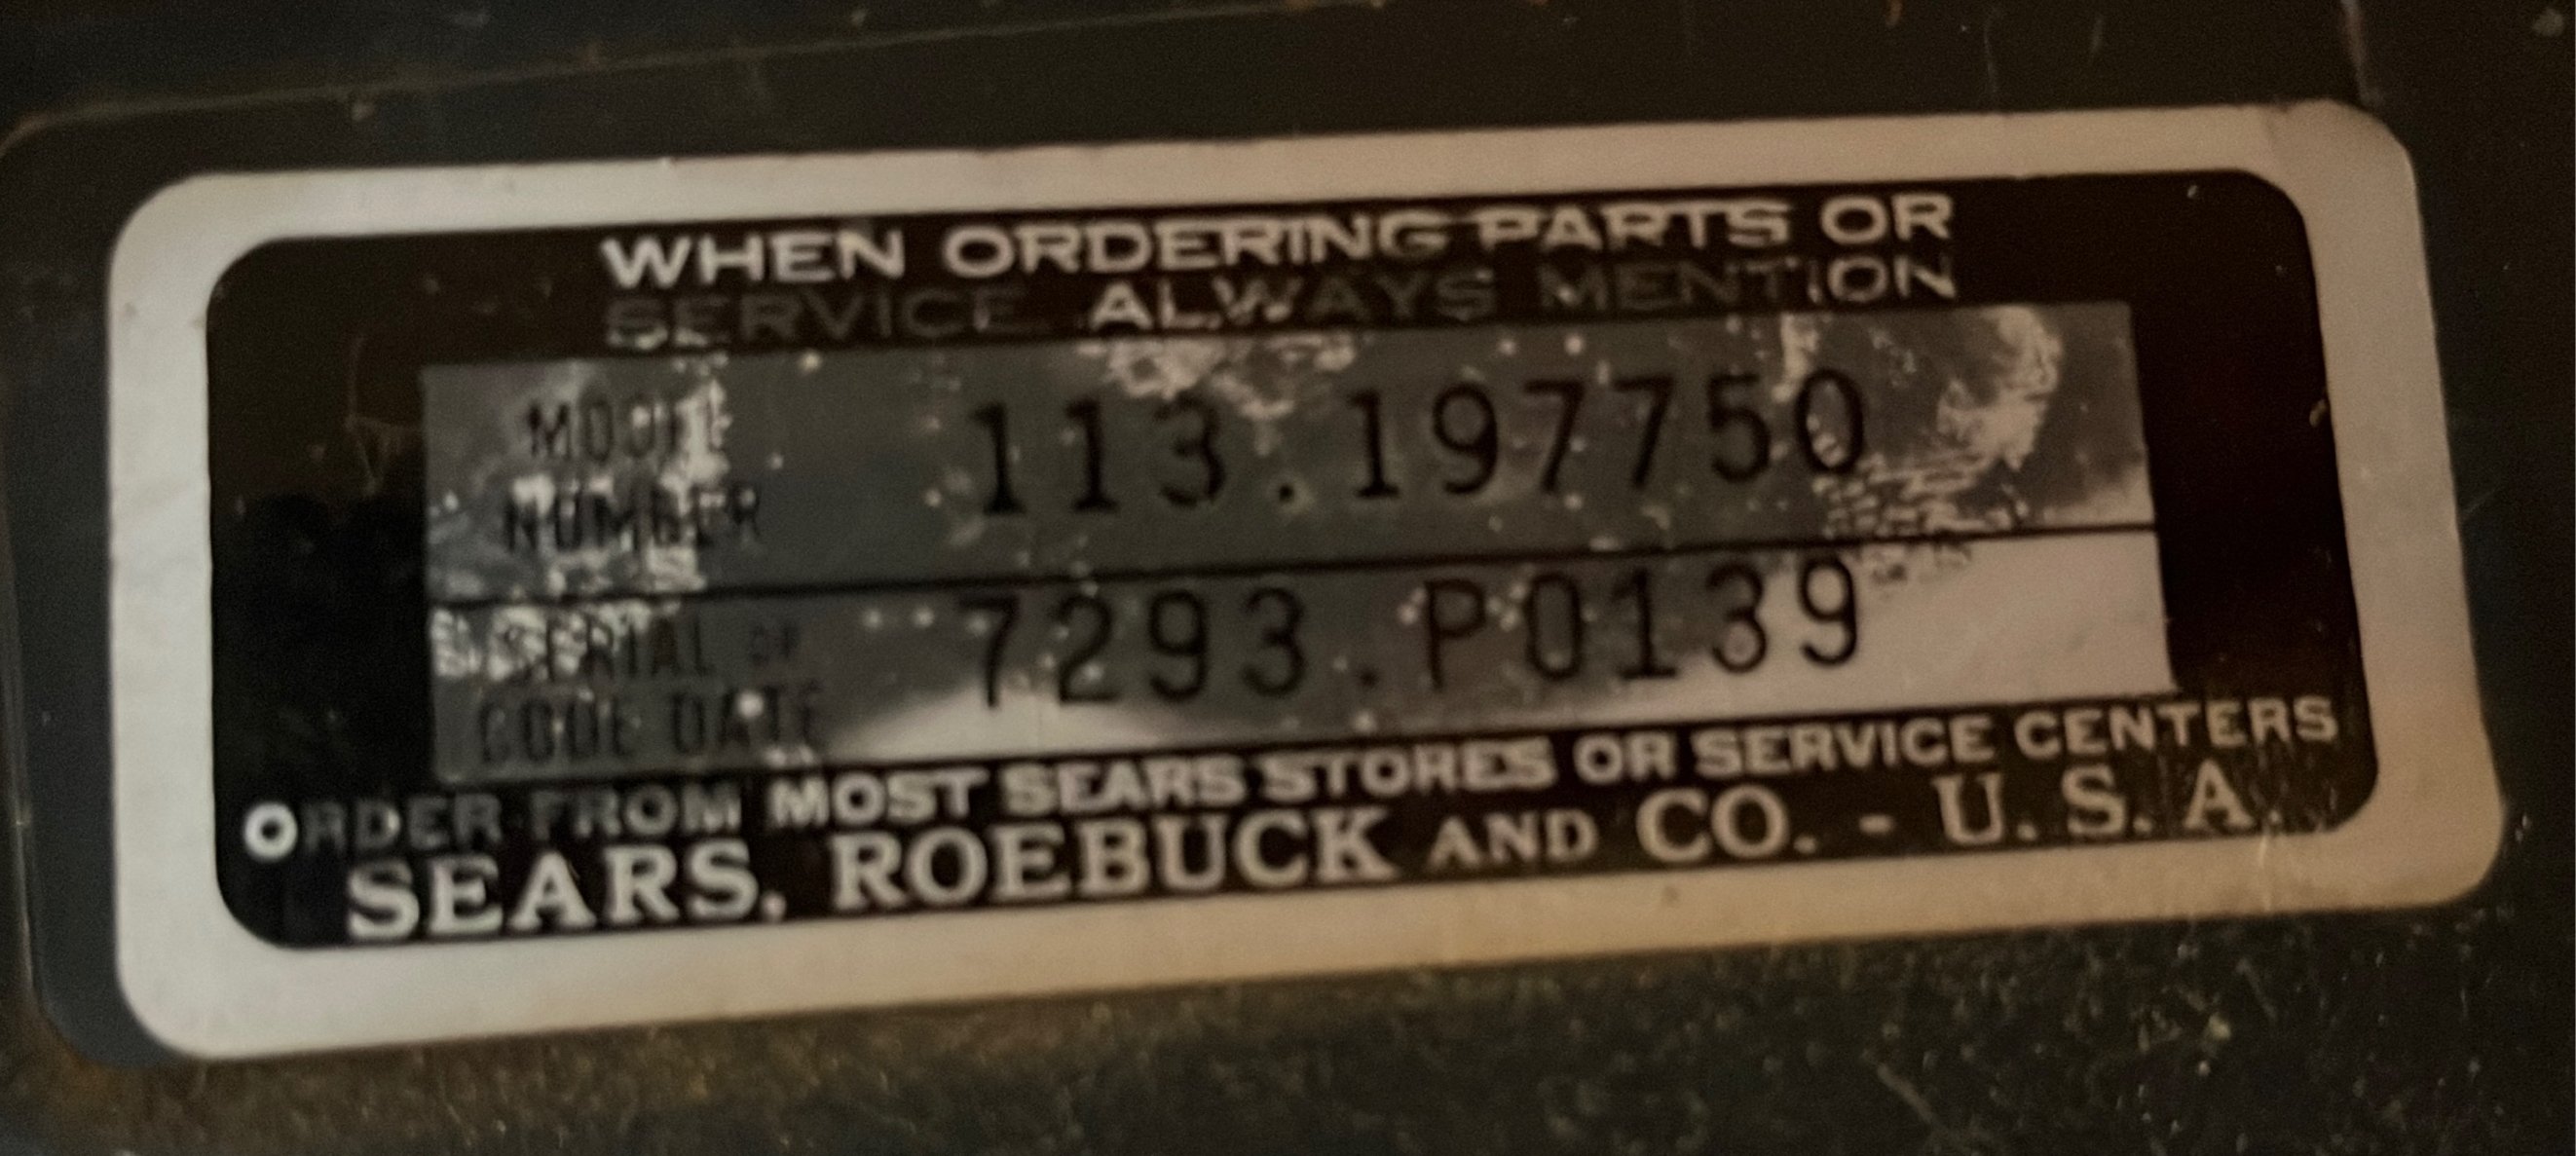 WHEN ORDERING PARTS OR
SERVICE ALWAYS MENTION
MODEL
NUMBER
113.197750
SERIAL or
CODE DATE
7293.P0139
ORDER FROM MOST SEARS STORES OR SERVICE CENTERS
SEARS, ROEBUCK AND CO. - U.S.A.